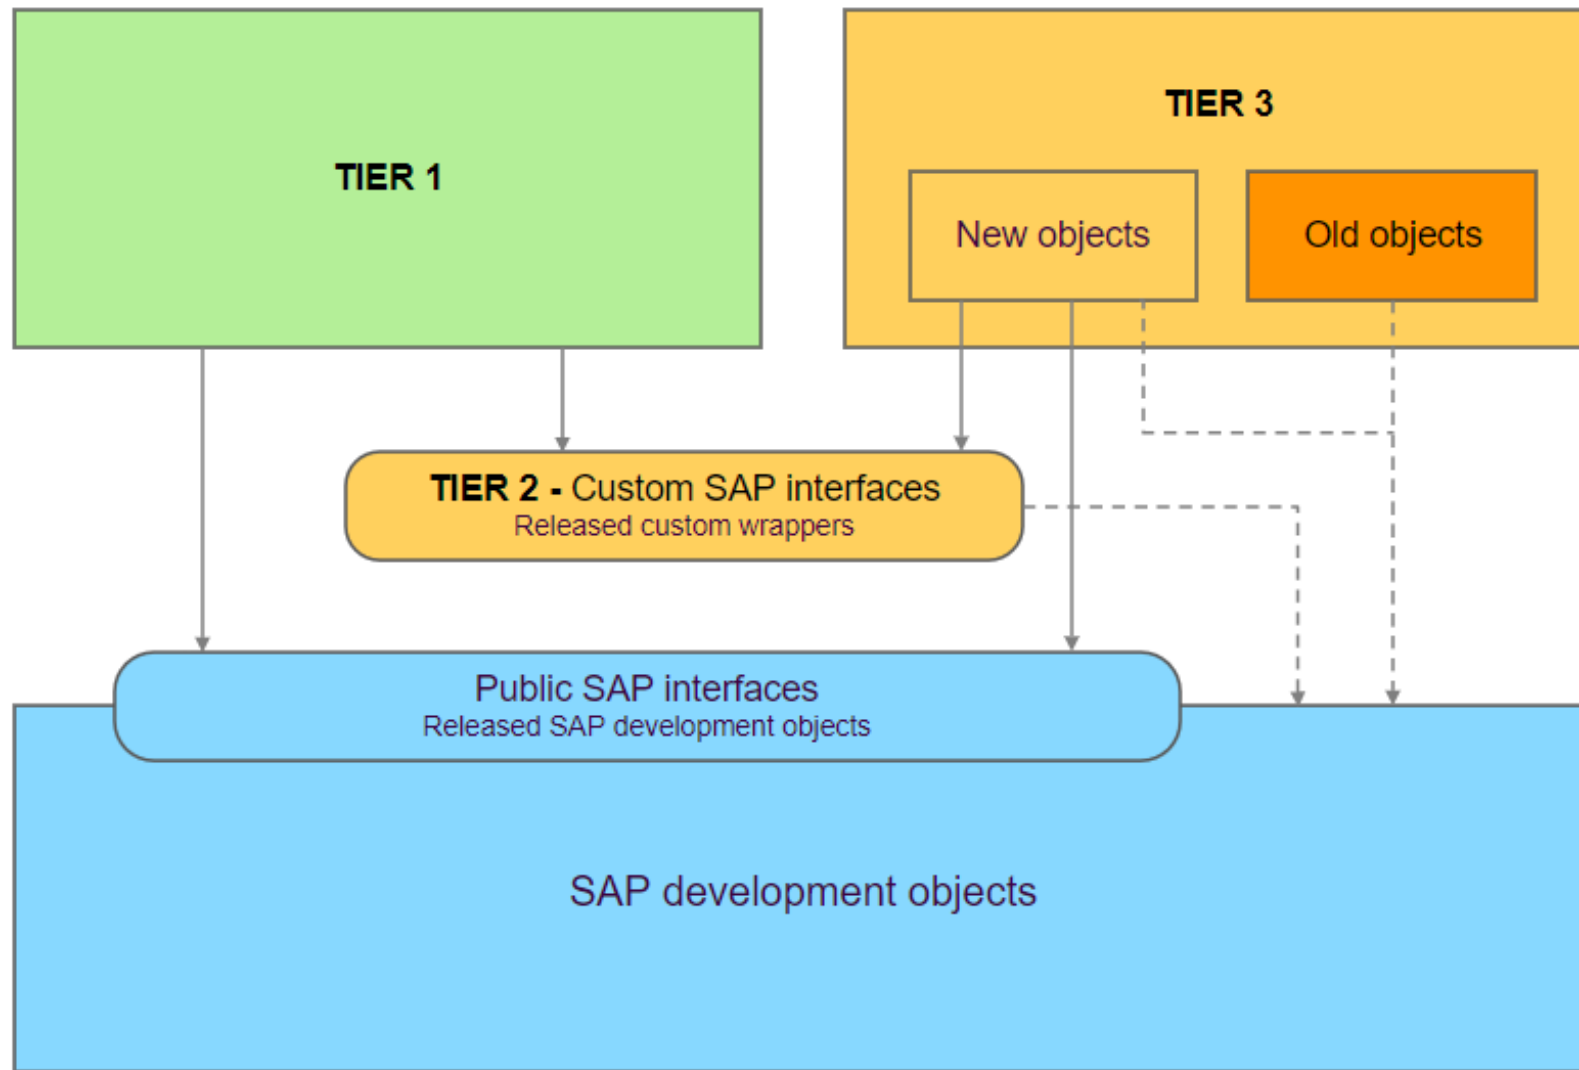 TIER 1
TIER 3
New objects
Old objects
TIER 2 - Custom SAP interfaces
Released custom wrappers
Public SAP interfaces
Released SAP development objects
SAP development objects